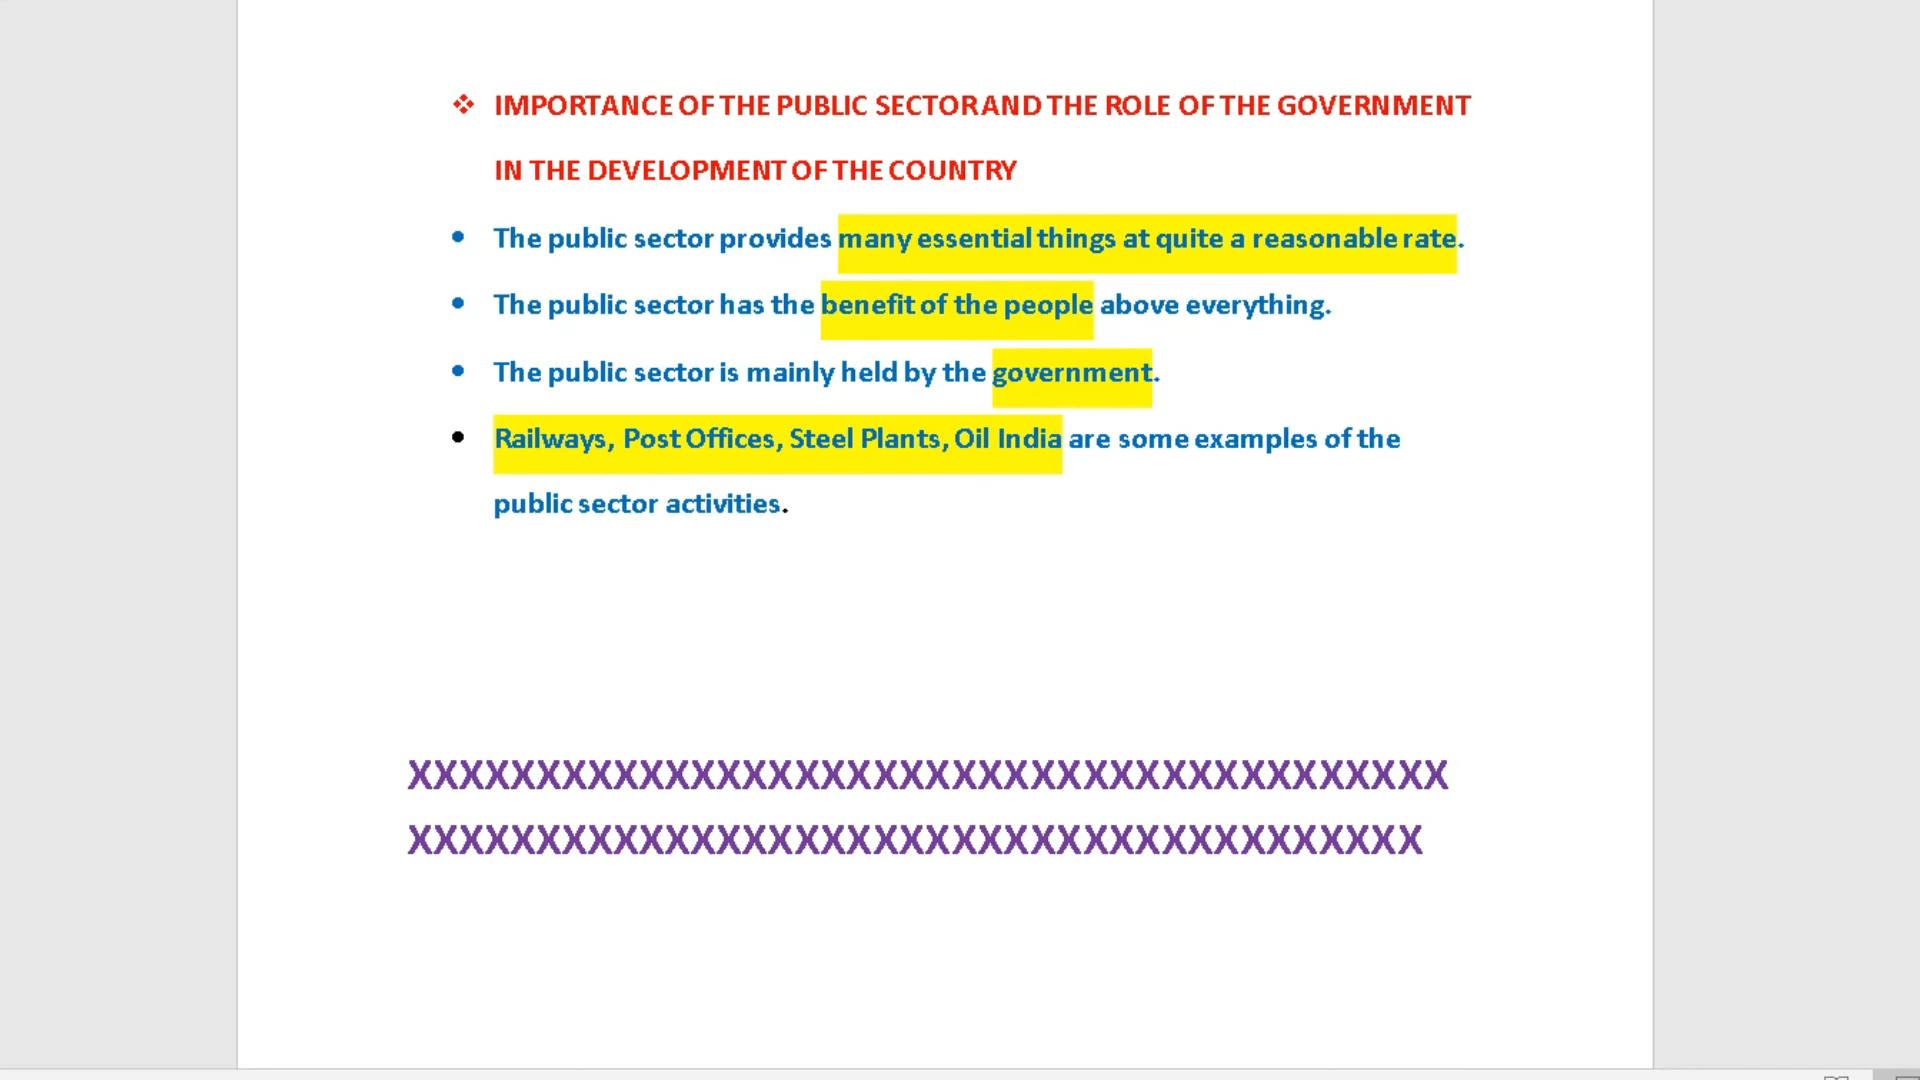 ❖ IMPORTANCE OF THE PUBLIC SECTOR AND THE ROLE OF THE GOVERNMENT
IN THE DEVELOPMENT OF THE COUNTRY
• The public sector provides many essential things at quite a reasonable rate.
• The public sector has the benefit of the people above everything.
• The public sector is mainly held by the government.
• Railways, Post Offices, Steel Plants, Oil India are some examples of the
public sector activities.
XXXXXXXXXXXXXXXXXXXXXXXXXXXXXXXXXXXXXXXX
XXXXXXXXXXXXXXXXXXXXXXXXXXXXXXXXXXXXXXX